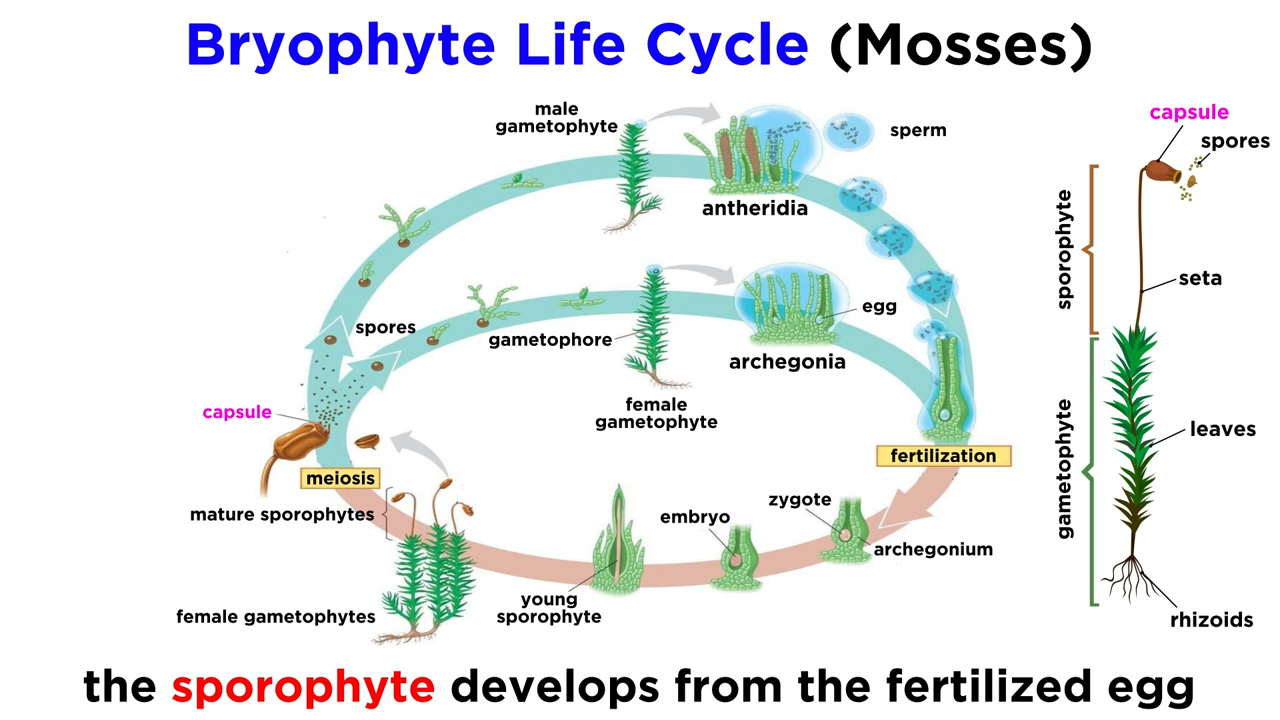 Bryophyte Life Cycle (Mosses)
male
gametophyte
sperm
antheridia
spores
gametophore
egg
archegonia
female
gametophyte
capsule
meiosis
fertilization
mature sporophytes
zygote
embryo
archegonium
young
sporophyte
female gametophytes
capsule
spores
sporophyte
seta
leaves
gametophyte
rhizoids
the sporophyte develops from the fertilized egg